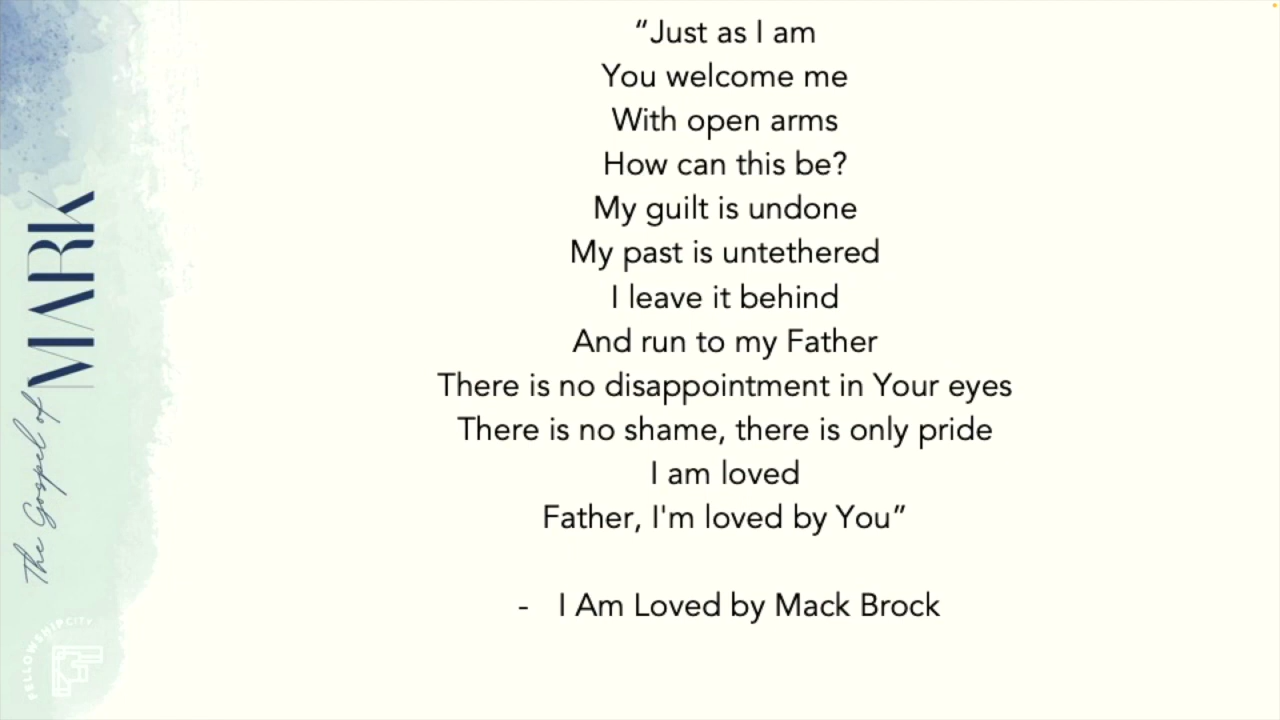 “Just as I am
You welcome me
With open arms
How can this be?
My guilt is undone
My past is untethered
I leave it behind
And run to my Father
There is no disappointment in Your eyes
There is no shame, there is only pride
I am loved
Father, I'm loved by You”
- I Am Loved by Mack Brock
The Gospel of
MARK
FELLOWSHIP CITY